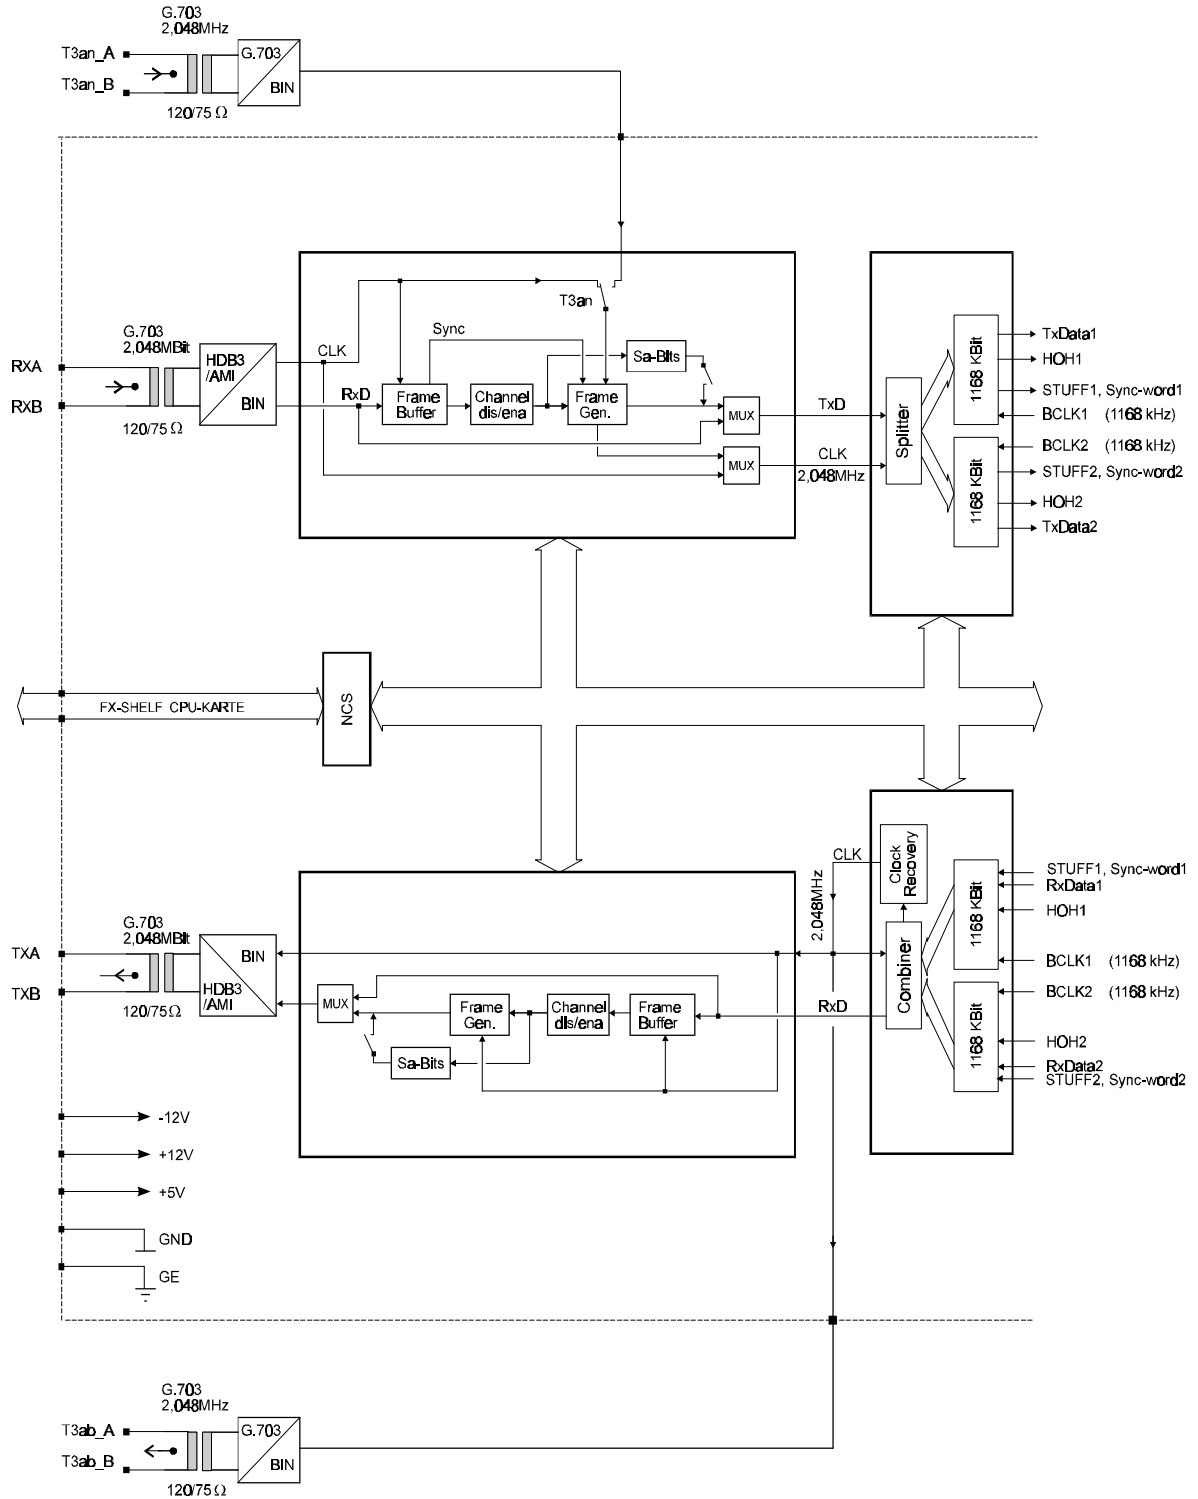 G.703
2,048MHz
T3an_A
T3an_B
G.703
BIN
120/75 Ω
T3an
Sync
Sa-Bits
G.703
2,048MBit
RXA
RXB
HDB3
/AMI
BIN
120/75 Ω
CLK
RxD
Frame
Buffer
Channel
dis/ena
Frame
Gen.
MUX
MUX
TxD
CLK
2,048MHz
Splitter
1168 KBit
1168 KBit
TxData1
HOH1
STUFF1, Sync-word1
BCLK1 (1168 kHz)
BCLK2 (1168 kHz)
STUFF2, Sync-word2
HOH2
TxData2
FX-SHELF CPU-KARTE
NCS
CLK
2,048MHz
Clock
Recovery
Combiner
1168 KBit
1168 KBit
STUFF1, Sync-word1
RxData1
HOH1
BCLK1 (1168 kHz)
BCLK2 (1168 kHz)
HOH2
RxData2
STUFF2, Sync-word2
G.703
2,048MBit
TXA
TXB
BIN
HDB3
/AMI
120/75 Ω
MUX
Frame
Gen.
Channel
dis/ena
Frame
Buffer
RxD
Sa-Bits
-12V
+12V
+5V
GND
GE
G.703
2,048MHz
T3ab_A
T3ab_B
G.703
BIN
120/75 Ω